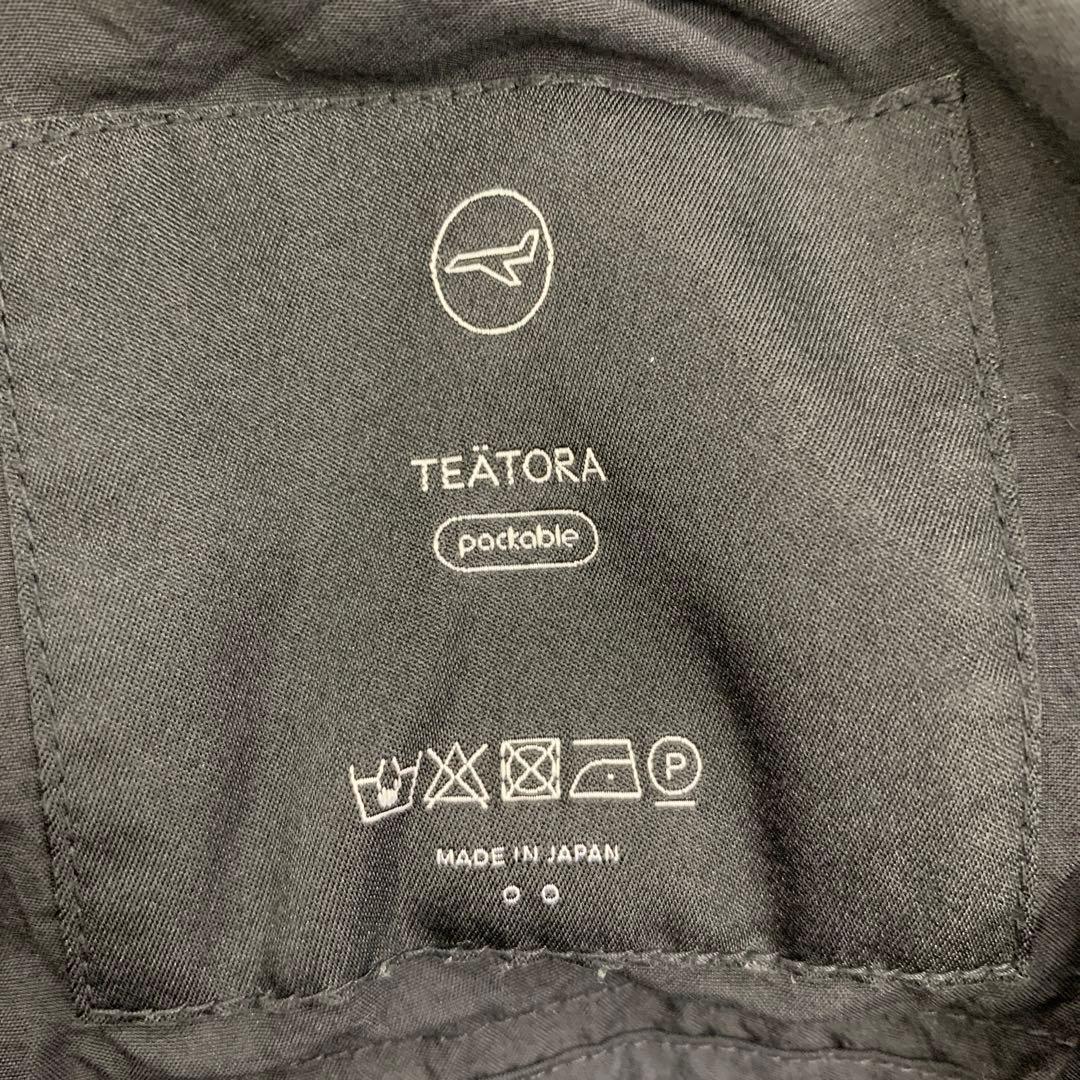 TEÄTORA
packable
P
MADE IN JAPAN
o o